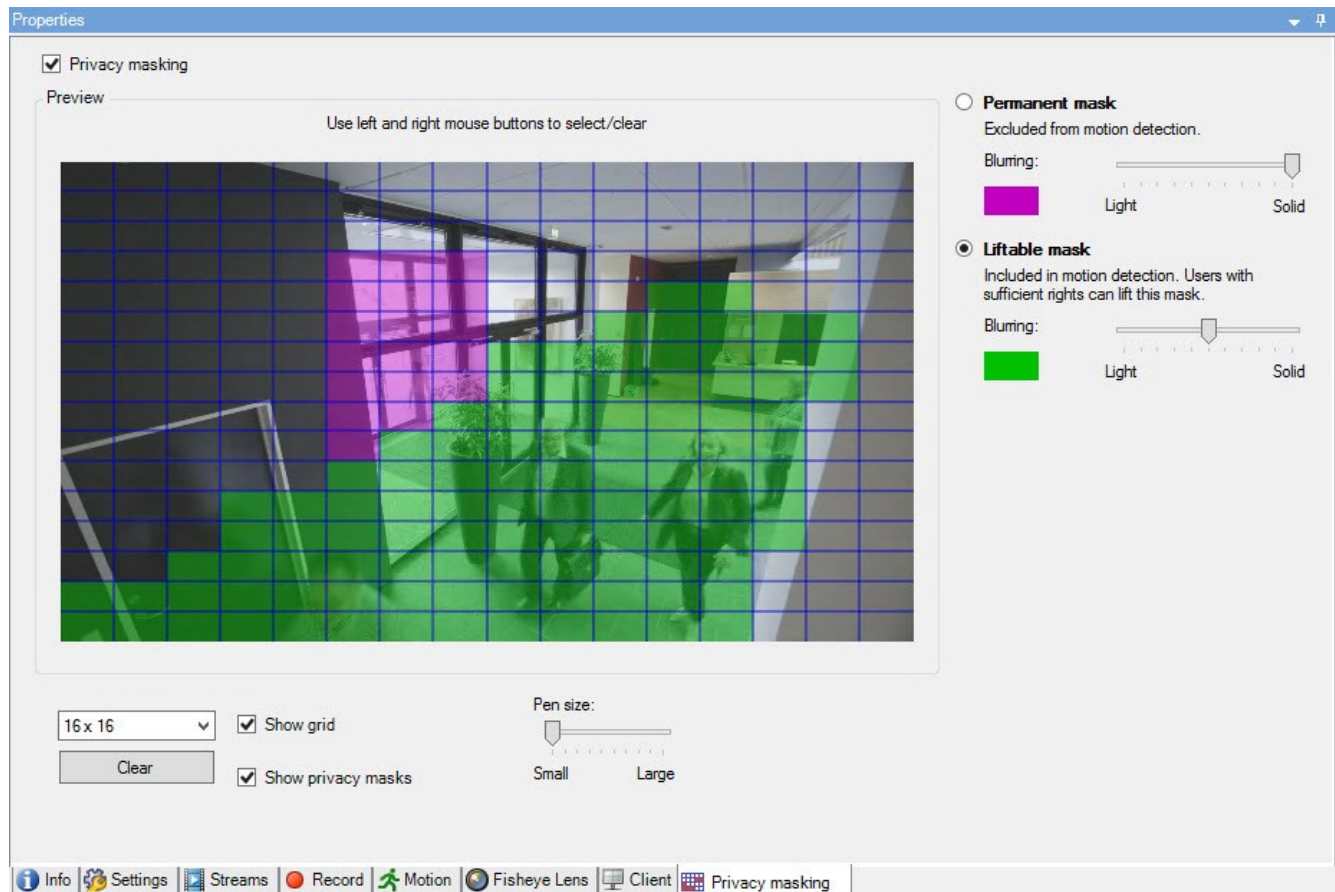 Properties
Privacy masking
Preview
Use left and right mouse buttons to select/clear
Permanent mask
Excluded from motion detection.
Blurring:
Light Solid
Liftable mask
Included in motion detection. Users with
sufficient rights can lift this mask.
Blurring:
Light Solid
16 x 16
Show grid
Clear
Show privacy masks
Pen size:
Small Large
Info Settings Streams Record Motion Fisheye Lens Client Privacy masking